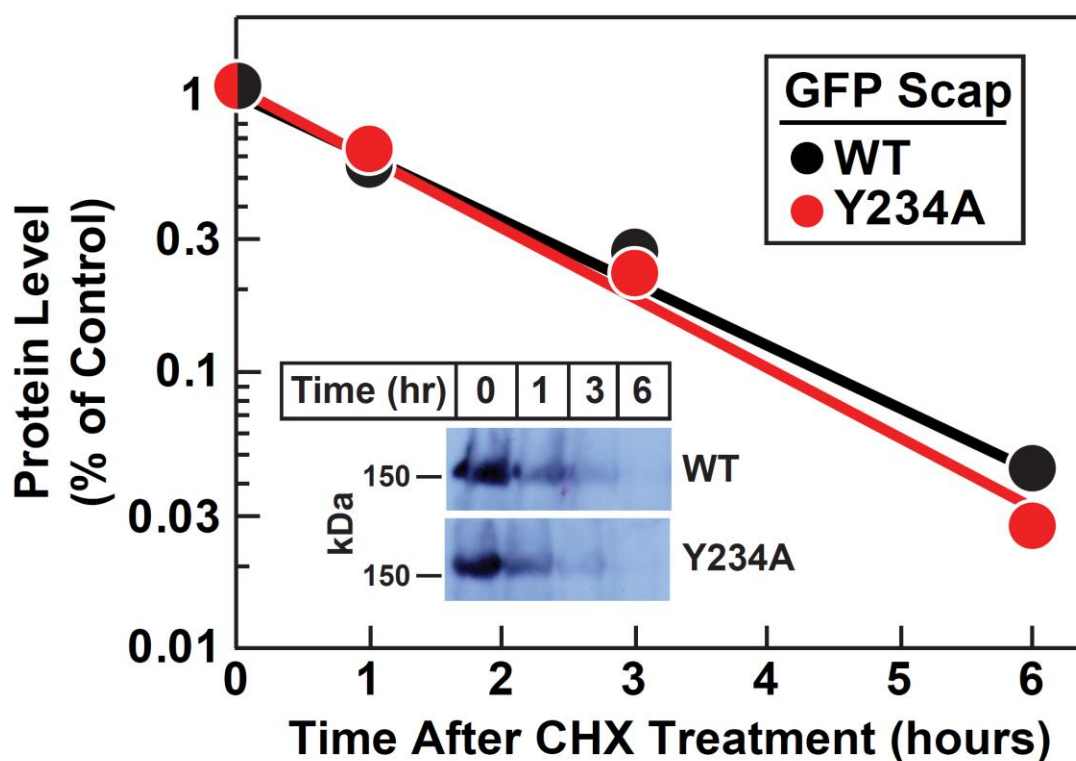 GFP Scap
WT
Y234A
Protein Level
(% of Control)
1
0.3
0.1
0.03
0.01
Time (hr) 0 1 3 6
kDa
150
WT
150
Y234A
0 1 2 3 4 5 6
Time After CHX Treatment (hours)